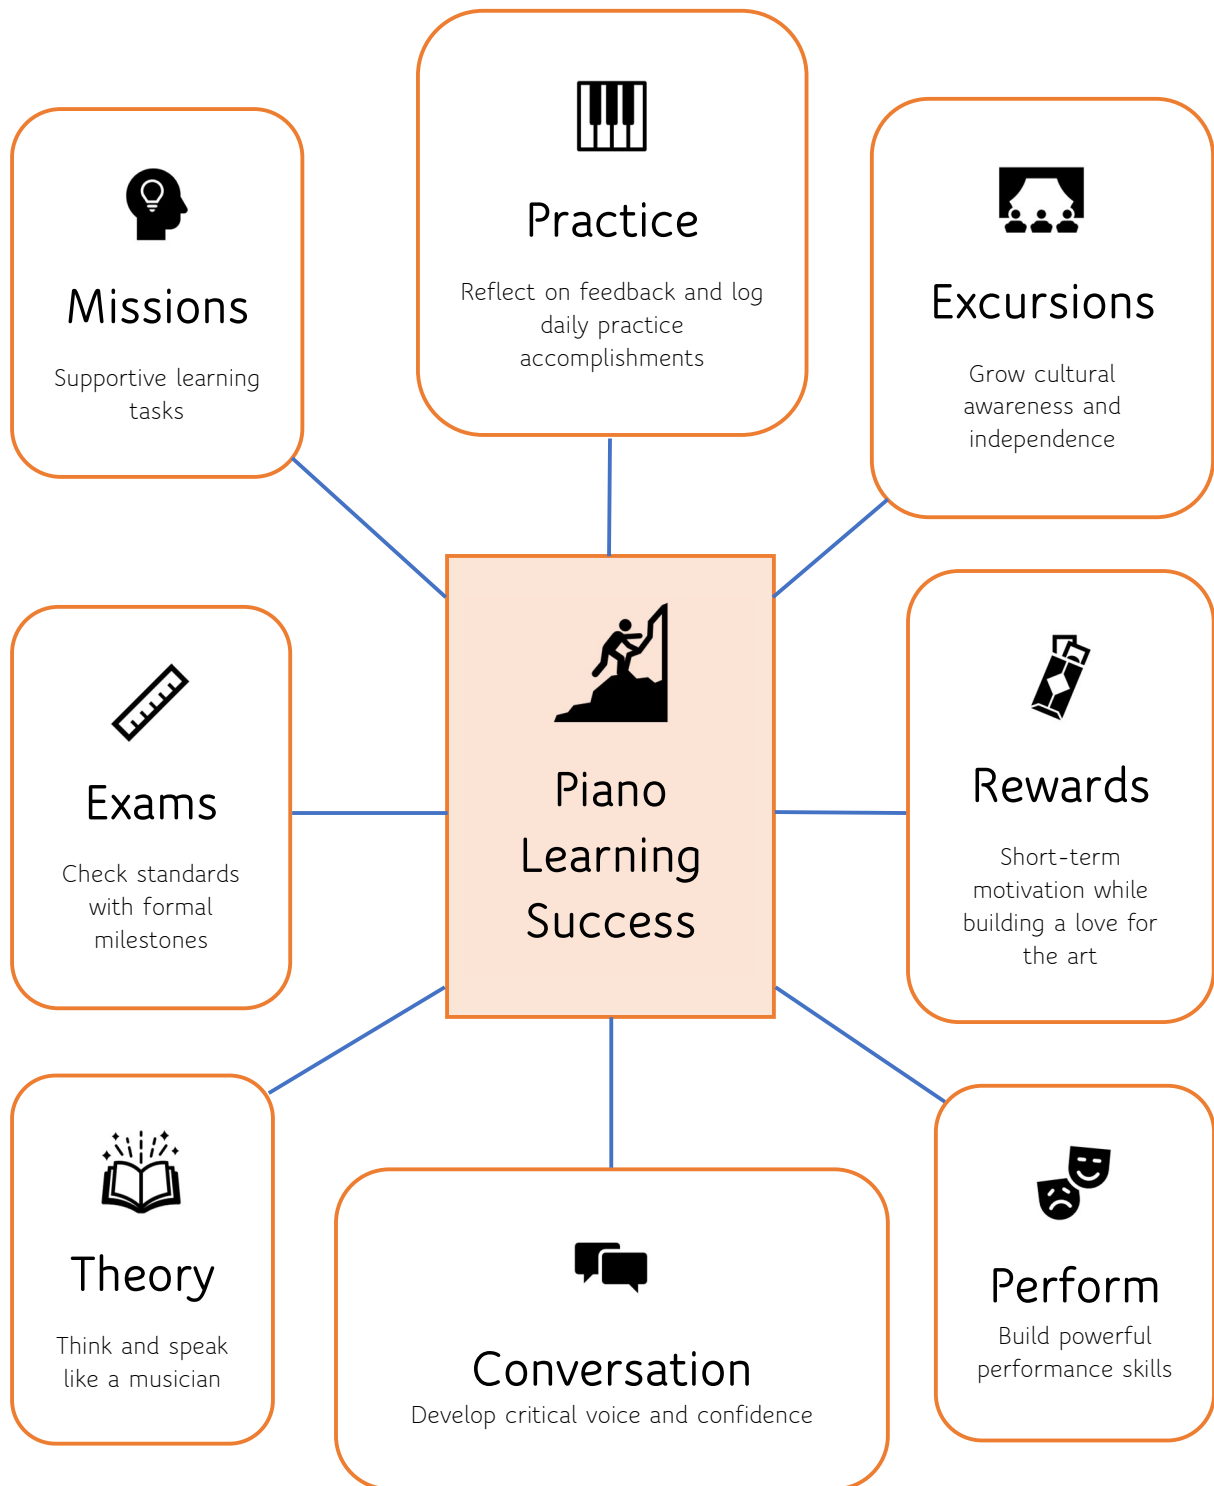 Practice
Reflect on feedback and log
daily practice
accomplishments
Missions
Supportive learning
tasks
Excursions
Grow cultural
awareness and
independence
Exams
Check standards
with formal
milestones
Piano
Learning
Success
Rewards
Short-term
motivation while
building a love for
the art
Theory
Think and speak
like a musician
Conversation
Develop critical voice and confidence
Perform
Build powerful
performance skills